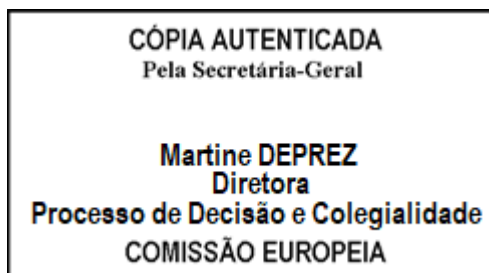 CÓPIA AUTENTICADA
Pela Secretária-Geral
Martine DEPREZ
Diretora
Processo de Decisão e Colegialidade
COMISSÃO EUROPEIA